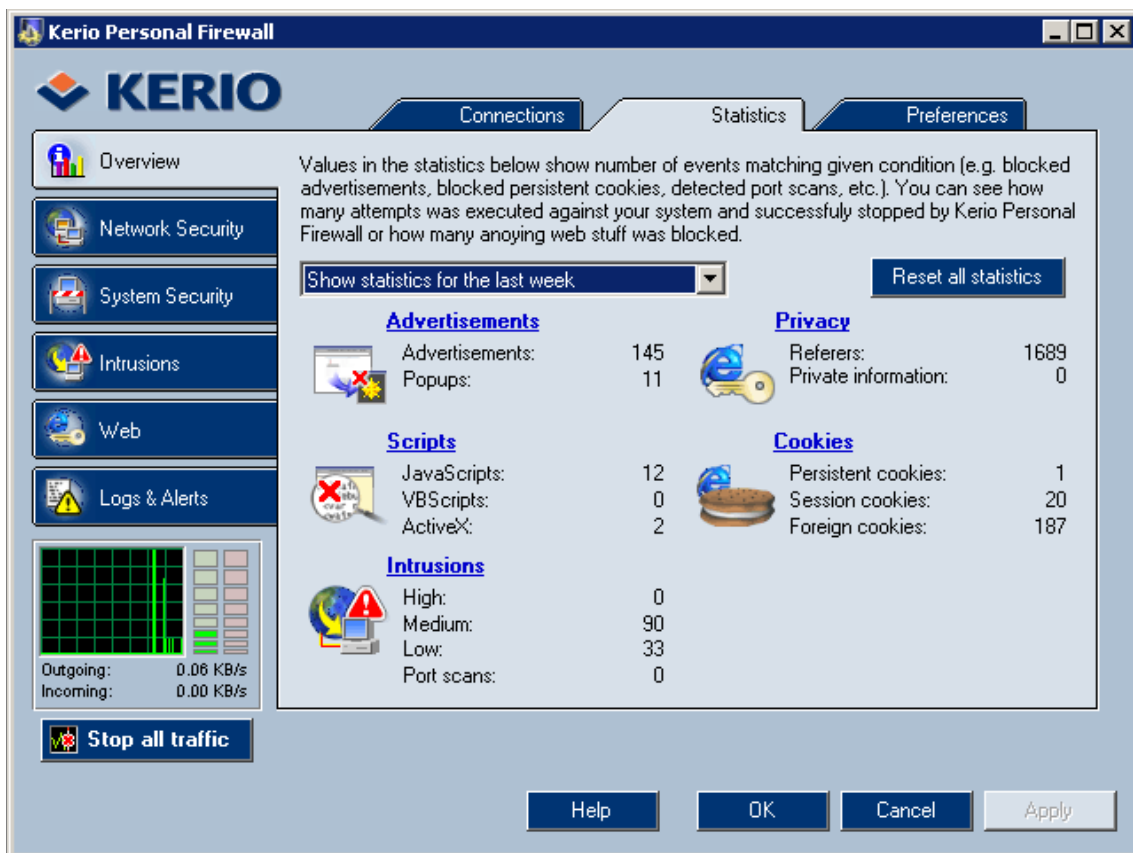 Kerio Personal Firewall
KERIO
Connections
Statistics
Preferences
Overview
Network Security
System Security
Intrusions
Web
Logs & Alerts
Values in the statistics below show number of events matching given condition (e.g. blocked
advertisements, blocked persistent cookies, detected port scans, etc.). You can see how
many attempts was executed against your system and successfuly stopped by Kerio Personal
Firewall or how many anoying web stuff was blocked.
Show statistics for the last week
Reset all statistics
Advertisements
Advertisements: 145
Popups: 11
Privacy
Referers: 1689
Private information: 0
Scripts
JavaScripts: 12
VBScripts: 0
ActiveX: 2
Cookies
Persistent cookies: 1
Session cookies: 20
Foreign cookies: 187
Intrusions
High: 0
Medium: 90
Low: 33
Port scans: 0
Outgoing: 0.06 KB/s
Incoming: 0.00 KB/s
Stop all traffic
Help
OK
Cancel
Apply